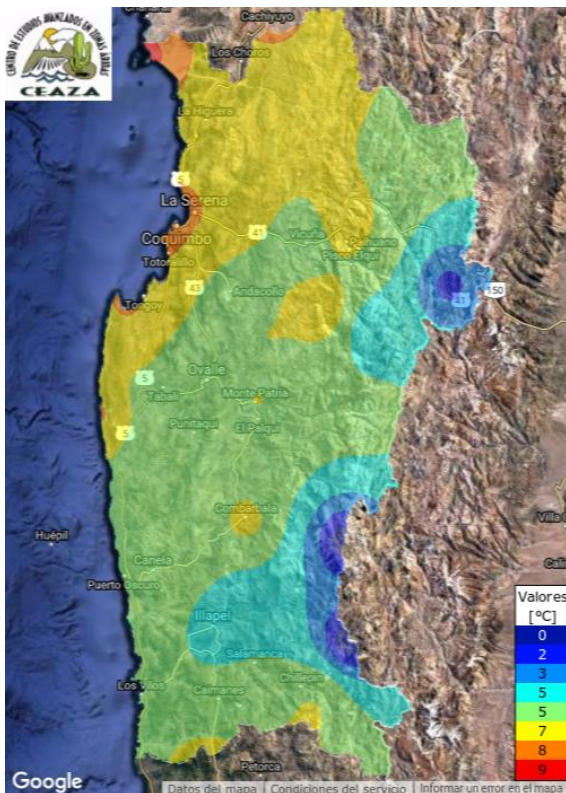 CENTRO DE ESTUDIOS AVANZADOS EN ZONAS ÁRIDAS
CEAZA
Cachiyuyo
Los Choros
La Higuera
5
La Serena
Coquimbo
41
Vicuña
Paihuano
Pisco Elqui
Totoralillo
43
Andacollo
41
150
Tongoy
Ovalle
5
Tabalí
Monte Patria
Punitaqui
El Palqui
5
Combarbalá
Villa
Huépil
Canela
Puerto Oscuro
Illapel
Salamanca
Chillepín
Los Vilos
Caimanes
Petorca
Valores
[°C]
0
2
3
5
5
7
8
9
Google
Datos del mapa
Condiciones del servicio
Informar un error en el mapa